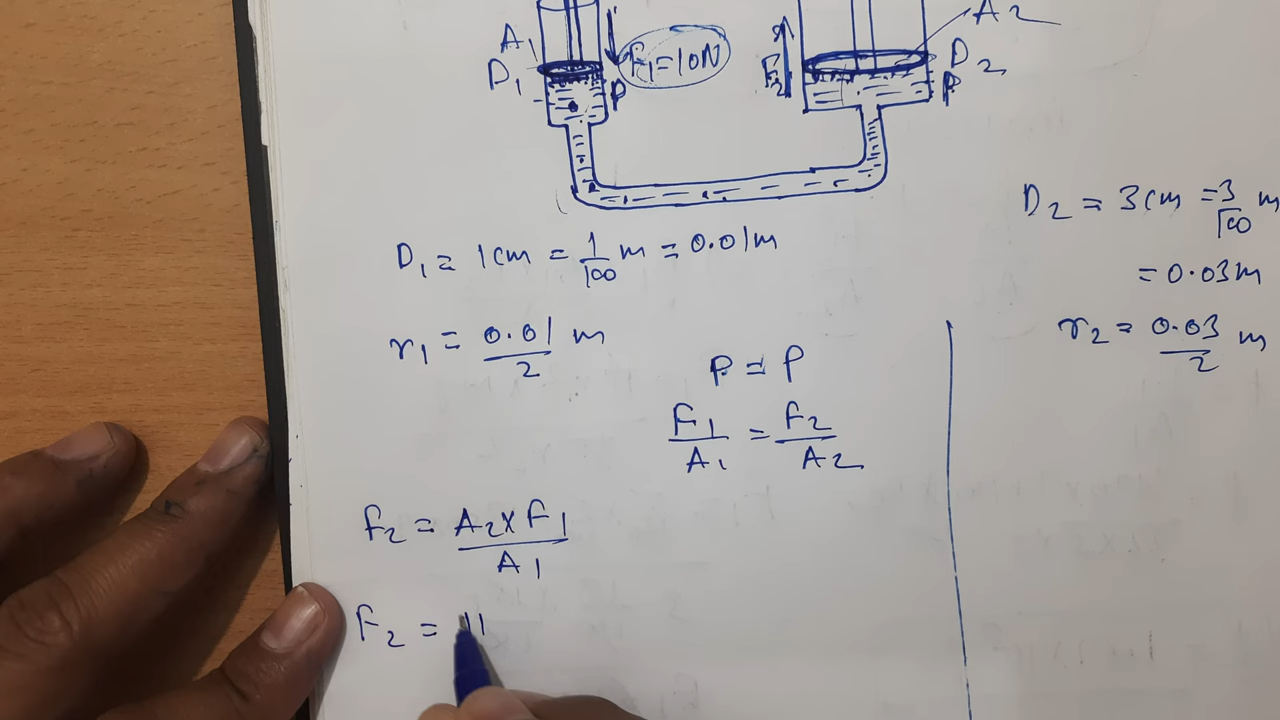 A1
D1
P
F1=10N
F2
A2
D2
P
D1 = 1cm = 1/100 m = 0.01m
D2 = 3cm = 3/100 m
= 0.03m
r1 = 0.01/2 m
r2 = 0.03/2 m
P = P
F1/A1 = F2/A2
F2 = A2 x F1/A1
F2 =